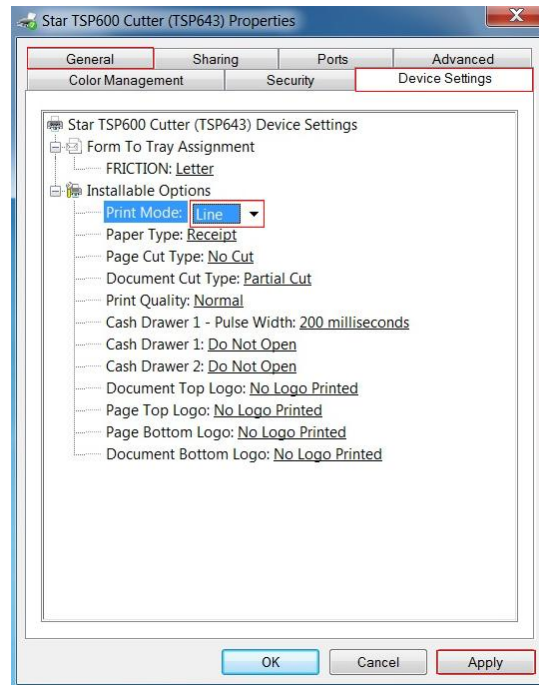 Star TSP600 Cutter (TSP643) Properties
X
General Sharing Ports Advanced
Color Management Security Device Settings
Star TSP600 Cutter (TSP643) Device Settings
Form To Tray Assignment
FRICTION: Letter
Installable Options
Print Mode: Line
Paper Type: Receipt
Page Cut Type: No Cut
Document Cut Type: Partial Cut
Print Quality: Normal
Cash Drawer 1 - Pulse Width: 200 milliseconds
Cash Drawer 1: Do Not Open
Cash Drawer 2: Do Not Open
Document Top Logo: No Logo Printed
Page Top Logo: No Logo Printed
Page Bottom Logo: No Logo Printed
Document Bottom Logo: No Logo Printed
OK Cancel Apply